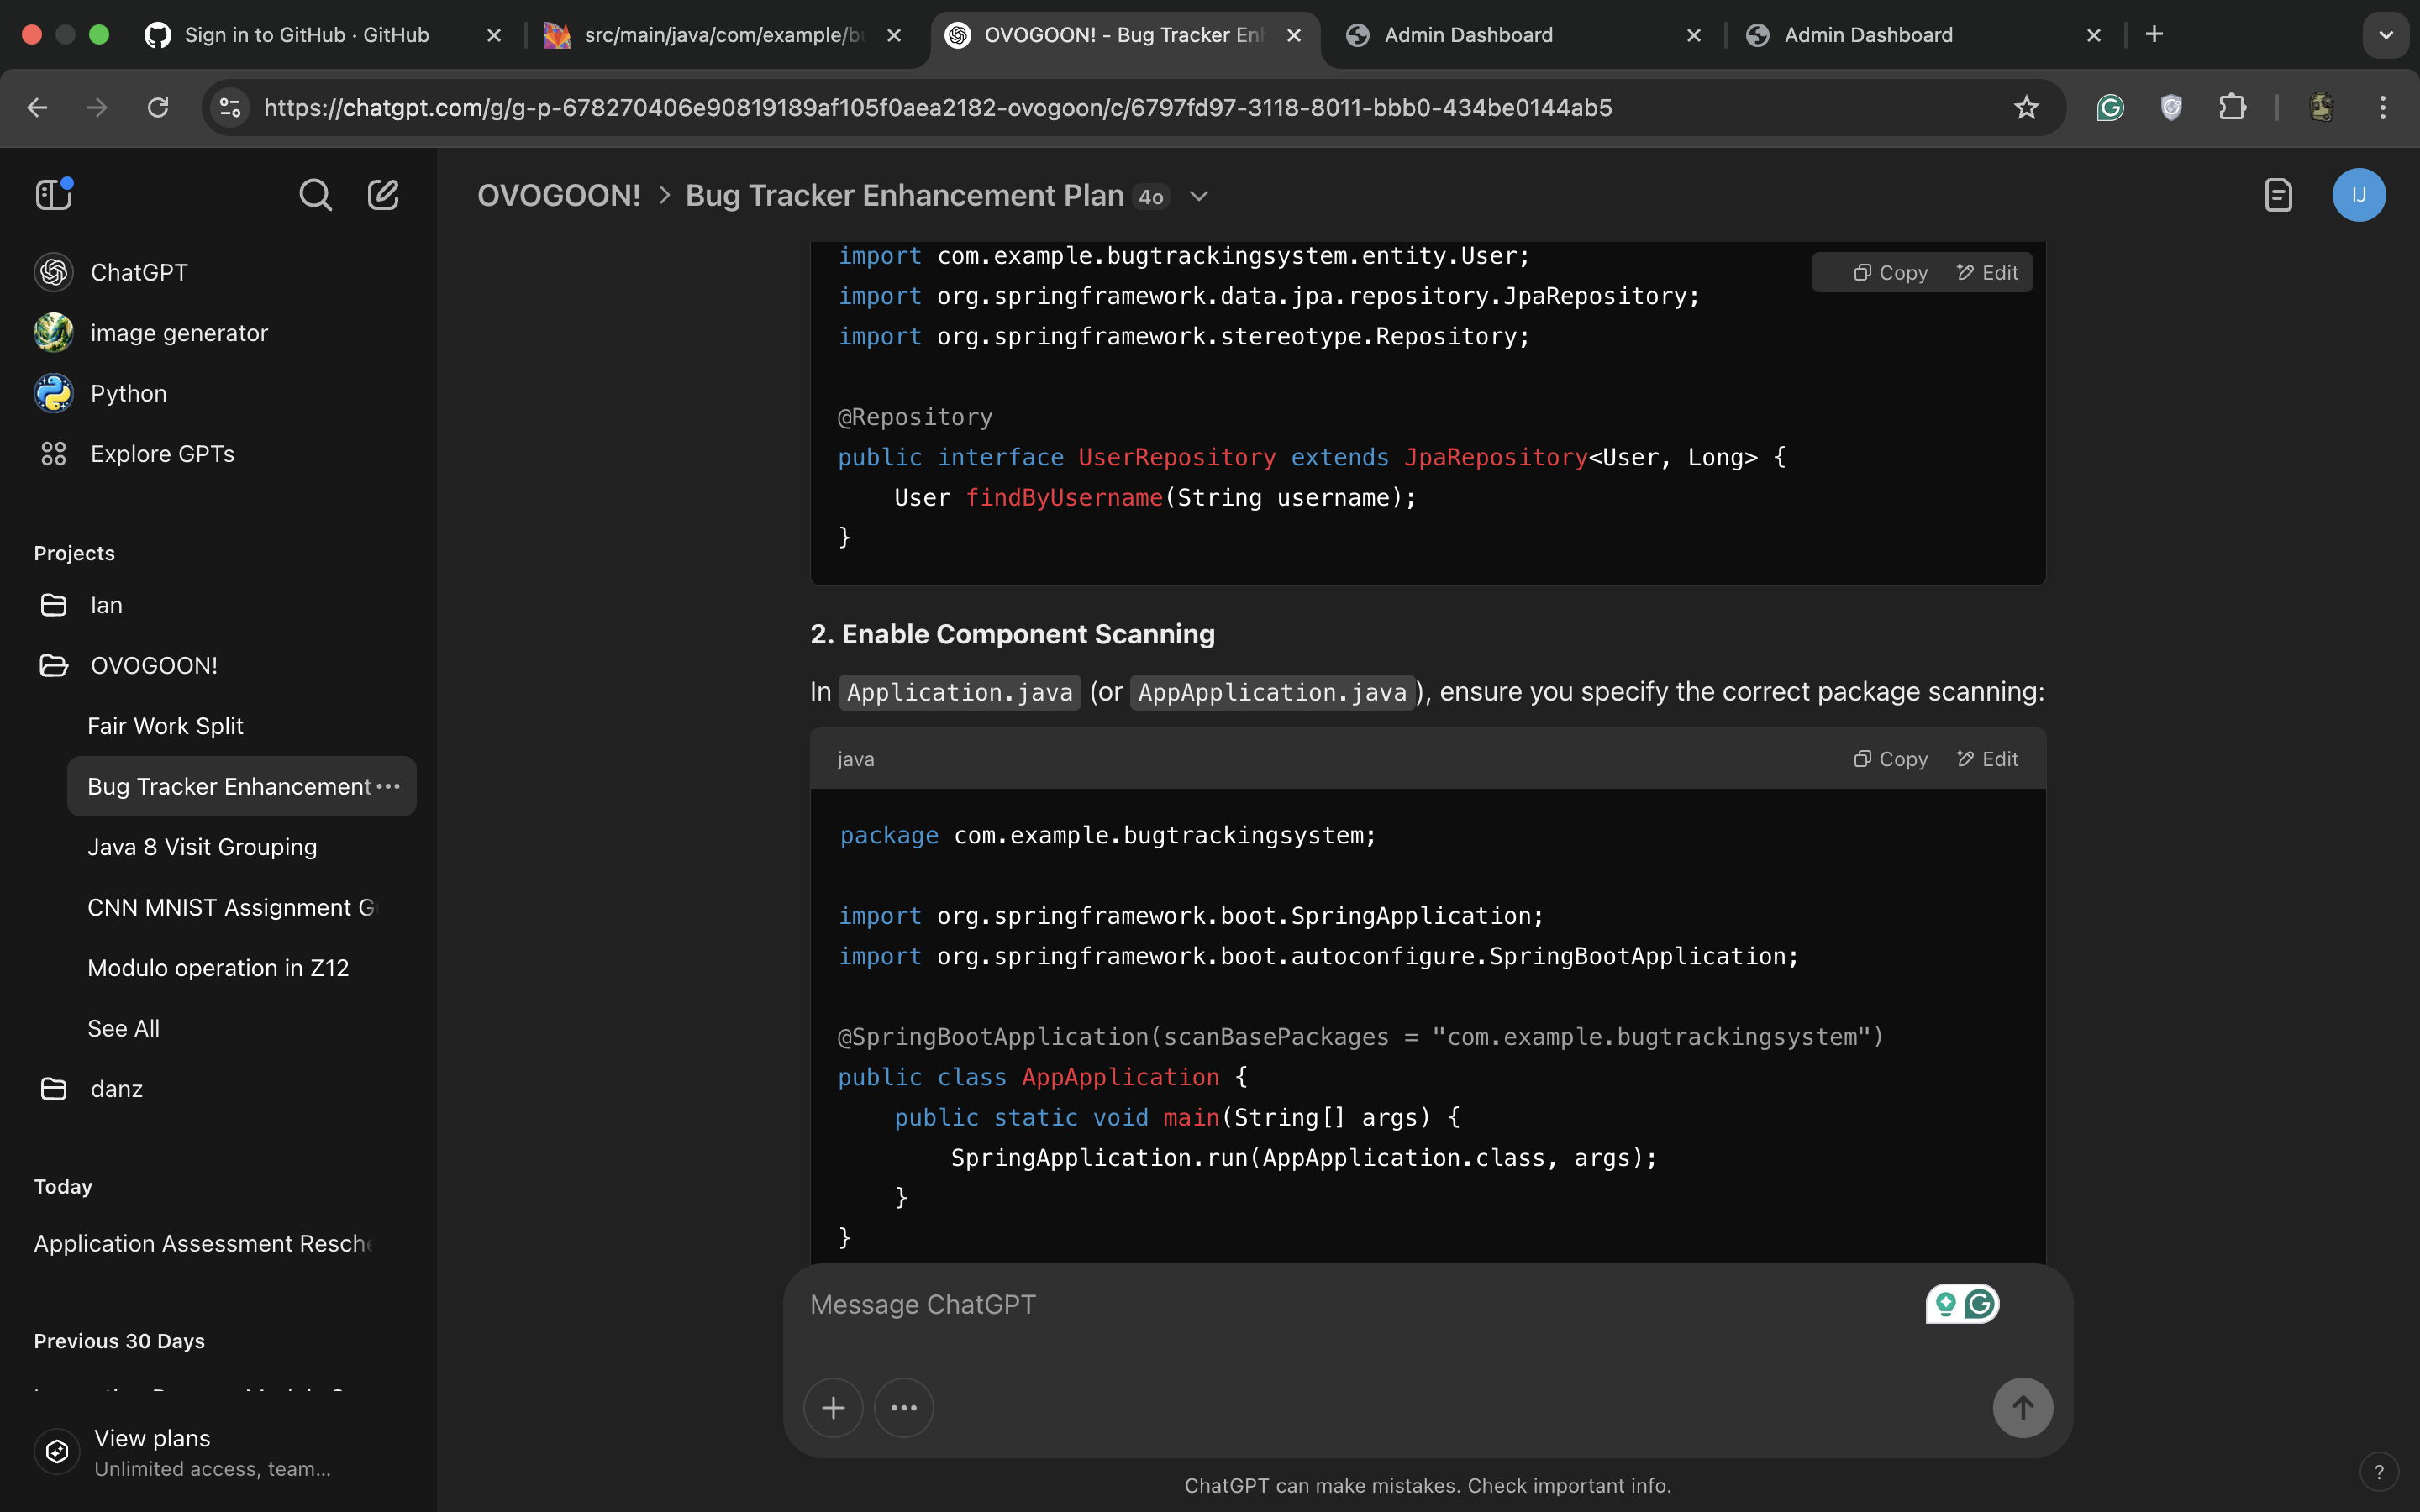 Sign in to GitHub · GitHub
src/main/java/com/example/bu
OVOGOON! - Bug Tracker En
Admin Dashboard
Admin Dashboard
https://chatgpt.com/g/g-p-678270406e90819189af105f0aea2182-ovogoon/c/6797fd97-3118-8011-bbb0-434be0144ab5
ChatGPT
image generator
Python
Explore GPTs
Projects
Ian
OVOGOON!
Fair Work Split
Bug Tracker Enhancement
Java 8 Visit Grouping
CNN MNIST Assignment G
Modulo operation in Z12
See All
danz
Today
Application Assessment Resche
Previous 30 Days
View plans
Unlimited access, team...
OVOGOON! > Bug Tracker Enhancement Plan 4o
IJ
import com.example.bugtrackingsystem.entity.User;
Copy Edit
import org.springframework.data.jpa.repository.JpaRepository;
import org.springframework.stereotype.Repository;
@Repository
public interface UserRepository extends JpaRepository<User, Long> {
User findByUsername(String username);
}
2. Enable Component Scanning
In Application.java (or AppApplication.java), ensure you specify the correct package scanning:
java
Copy Edit
package com.example.bugtrackingsystem;
import org.springframework.boot.SpringApplication;
import org.springframework.boot.autoconfigure.SpringBootApplication;
@SpringBootApplication(scanBasePackages = "com.example.bugtrackingsystem")
public class AppApplication {
public static void main(String[] args) {
SpringApplication.run(AppApplication.class, args);
}
}
Message ChatGPT
ChatGPT can make mistakes. Check important info.
?